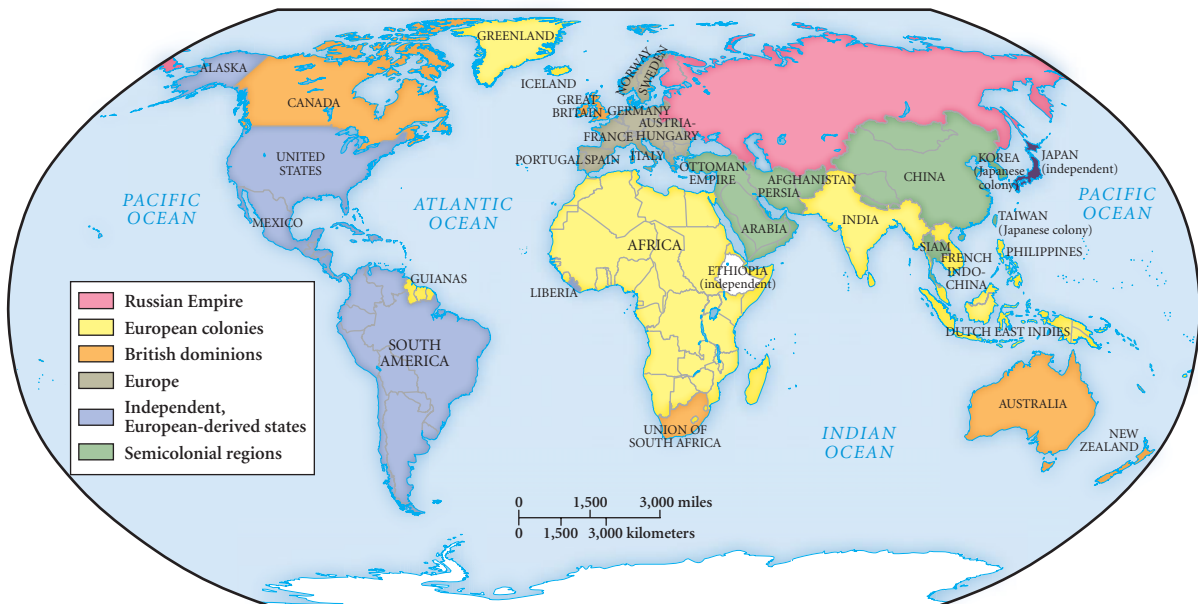 GREENLAND
ICELAND
ALASKA
CANADA
UNITED
STATES
MEXICO
PACIFIC
OCEAN
ATLANTIC
OCEAN
NORWAY
SWEDEN
GREAT
BRITAIN
GERMANY
AUSTRIA-
HUNGARY
FRANCE
PORTUGAL
SPAIN
ITALY
OTTOMAN
EMPIRE
AFGHANISTAN
PERSIA
CHINA
KOREA
(Japanese
colony)
JAPAN
(independent)
PACIFIC
OCEAN
TAIWAN
(Japanese colony)
INDIA
ARABIA
AFRICA
SIAM
PHILIPPINES
FRENCH
INDO-
CHINA
ETHIOPIA
(independent)
LIBERIA
GUIANAS
DUTCH EAST INDIES
SOUTH
AMERICA
AUSTRALIA
NEW
ZEALAND
UNION OF
SOUTH AFRICA
INDIAN
OCEAN
Russian Empire
European colonies
British dominions
Europe
Independent,
European-derived states
Semicolonial regions
0 1,500 3,000 miles
0 1,500 3,000 kilometers